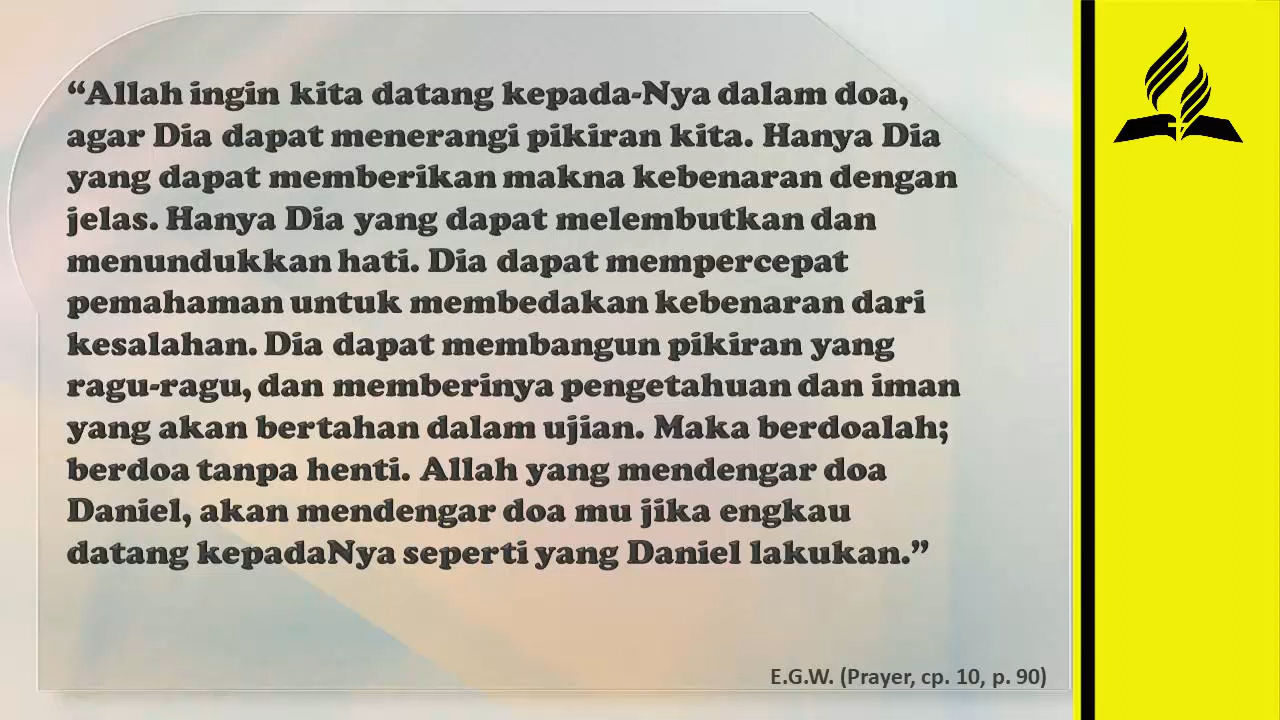 “Allah ingin kita datang kepada-Nya dalam doa,
agar Dia dapat menerangi pikiran kita. Hanya Dia
yang dapat memberikan makna kebenaran dengan
jelas. Hanya Dia yang dapat melembutkan dan
menundukkan hati. Dia dapat mempercepat
pemahaman untuk membedakan kebenaran dari
kesalahan. Dia dapat membangun pikiran yang
ragu-ragu, dan memberinya pengetahuan dan iman
yang akan bertahan dalam ujian. Maka berdoalah;
berdoa tanpa henti. Allah yang mendengar doa
Daniel, akan mendengar doa mu jika engkau
datang kepadaNya seperti yang Daniel lakukan.”
E.G.W. (Prayer, cp. 10, p. 90)